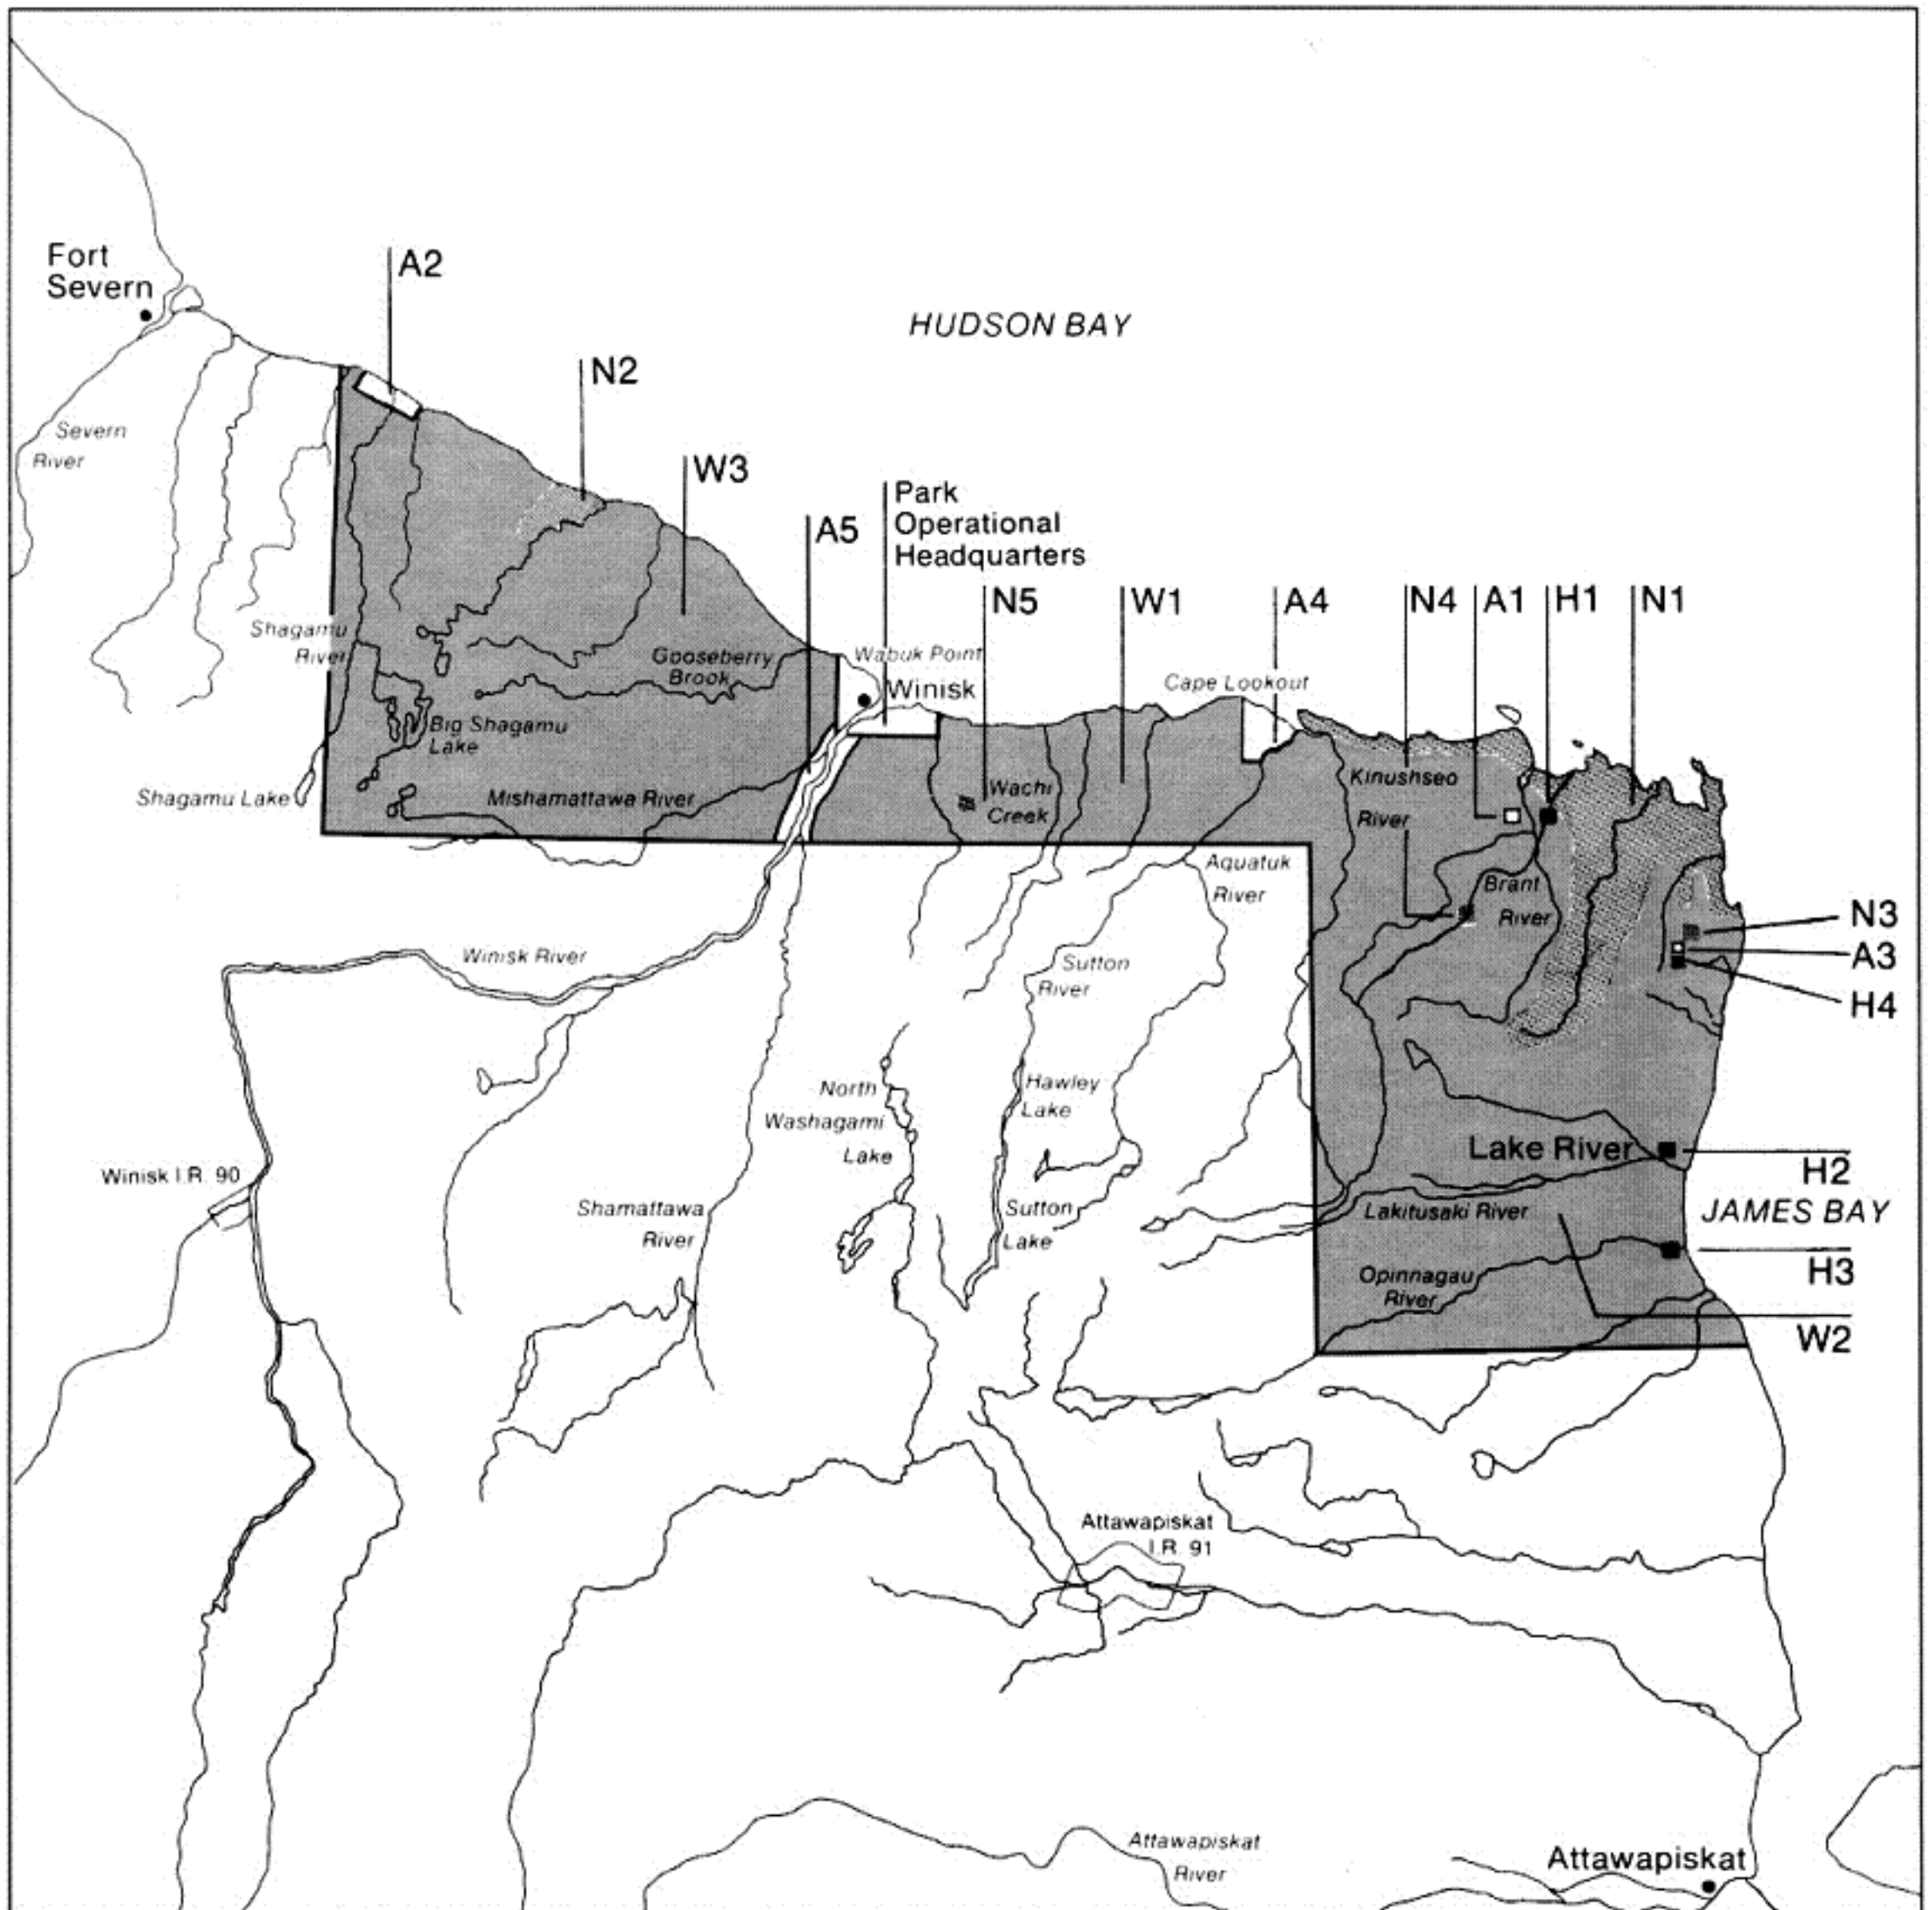 Fort
Severn
A2
HUDSON BAY
N2
Severn
River
W3
Park
Operational
Headquarters
A5
N5
W1
A4
N4
A1
H1
N1
Shagamu
River
Gooseberry
Brook
Wabuk Point
Winisk
Cape Lookout
Big Shagamu
Lake
Shagamu Lake
Mishamattawa River
Wachi
Creek
Kinushseo
River
Aquatuk
River
Brant
River
N3
A3
H4
Winisk River
Sutton
River
North
Washagami
Lake
Hawley
Lake
Lake River
H2
Winisk I.R. 90
Shamattawa
River
Sutton
Lake
Lakitusaki River
JAMES BAY
H3
Opinnagau
River
W2
Attawapiskat
I.R. 91
Attawapiskat
River
Attawapiskat